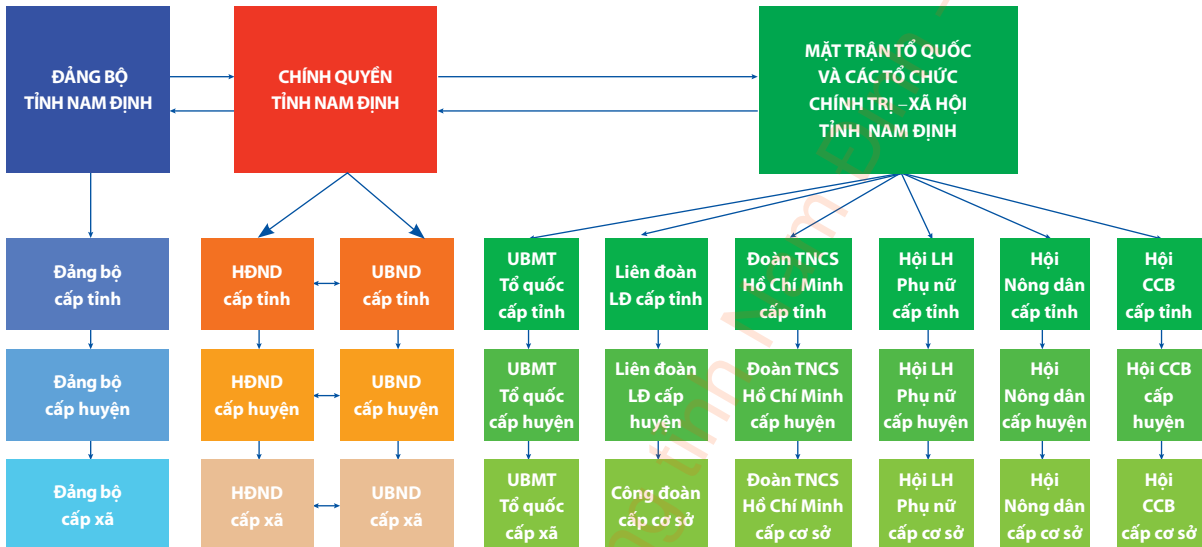 ĐẢNG BỘ
TỈNH NAM ĐỊNH
CHÍNH QUYỀN
TỈNH NAM ĐỊNH
MẶT TRẬN TỔ QUỐC
VÀ CÁC TỔ CHỨC
CHÍNH TRỊ – XÃ HỘI
TỈNH NAM ĐỊNH
Đảng bộ
cấp tỉnh
HĐND
cấp tỉnh
UBND
cấp tỉnh
UBMT
Tổ quốc
cấp tỉnh
Liên đoàn
LĐ cấp tỉnh
Đoàn TNCS
Hồ Chí Minh
cấp tỉnh
Hội LH
Phụ nữ
cấp tỉnh
Hội
Nông dân
cấp tỉnh
Hội
CCB
cấp tỉnh
Đảng bộ
cấp huyện
HĐND
cấp huyện
UBND
cấp huyện
UBMT
Tổ quốc
cấp huyện
Liên đoàn
LĐ cấp
huyện
Đoàn TNCS
Hồ Chí Minh
cấp huyện
Hội LH
Phụ nữ
cấp huyện
Hội
Nông dân
cấp huyện
Hội CCB
cấp
huyện
Đảng bộ
cấp xã
HĐND
cấp xã
UBND
cấp xã
UBMT
Tổ quốc
cấp xã
Công đoàn
cấp cơ sở
Đoàn TNCS
Hồ Chí Minh
cấp cơ sở
Hội LH
Phụ nữ
cấp cơ sở
Hội
Nông dân
cấp cơ sở
Hội
CCB
cấp cơ sở
tỉnh Nam Định